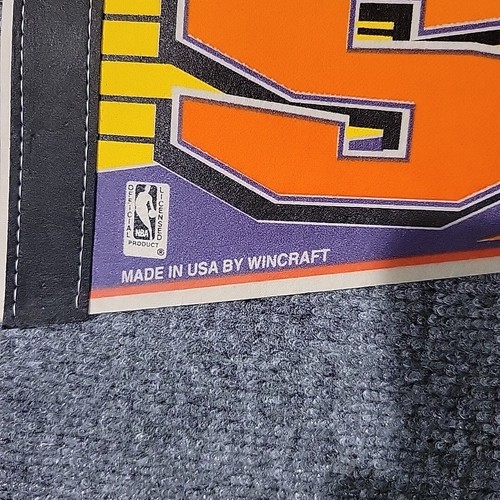 OFFICIAL
LICENSED
NBA
PRODUCT
®
MADE IN USA BY WINCRAFT